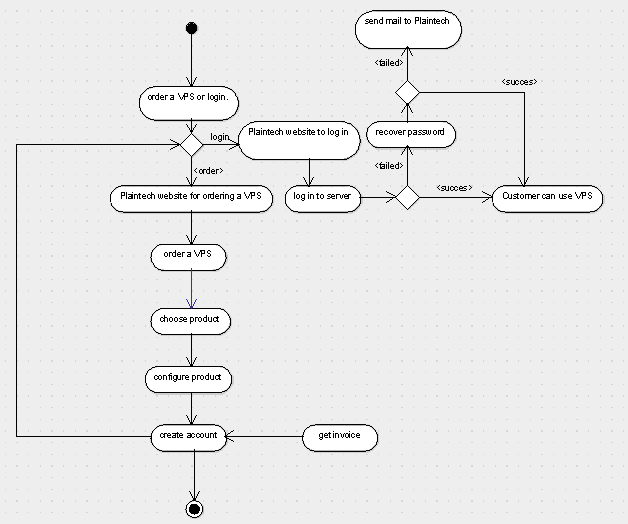 send mail to Plaintech
<failed>
<succes>
order a VPS or login.
login
Plaintech website to log in
recover password
<order>
<failed>
<succes>
Plaintech website for ordering a VPS
log in to server
Customer can use VPS
order a VPS
choose product
configure product
create account
get invoice